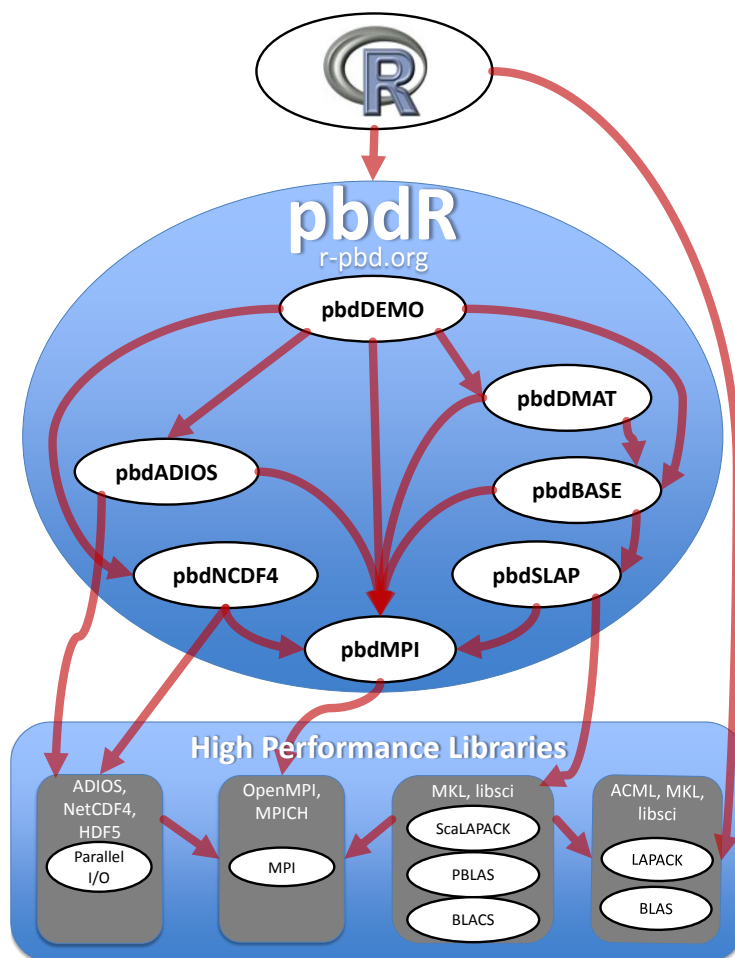 R
pbdR
r-pbd.org
pbdDEMO
pbdDMAT
pbdADIOS
pbdBASE
pbdNCDF4
pbdSLAP
pbdMPI
High Performance Libraries
ADIOS,
NetCDF4,
HDF5
Parallel
I/O
OpenMPI,
MPICH
MPI
MKL, libsci
ScaLAPACK
PBLAS
BLACS
ACML, MKL,
libsci
LAPACK
BLAS